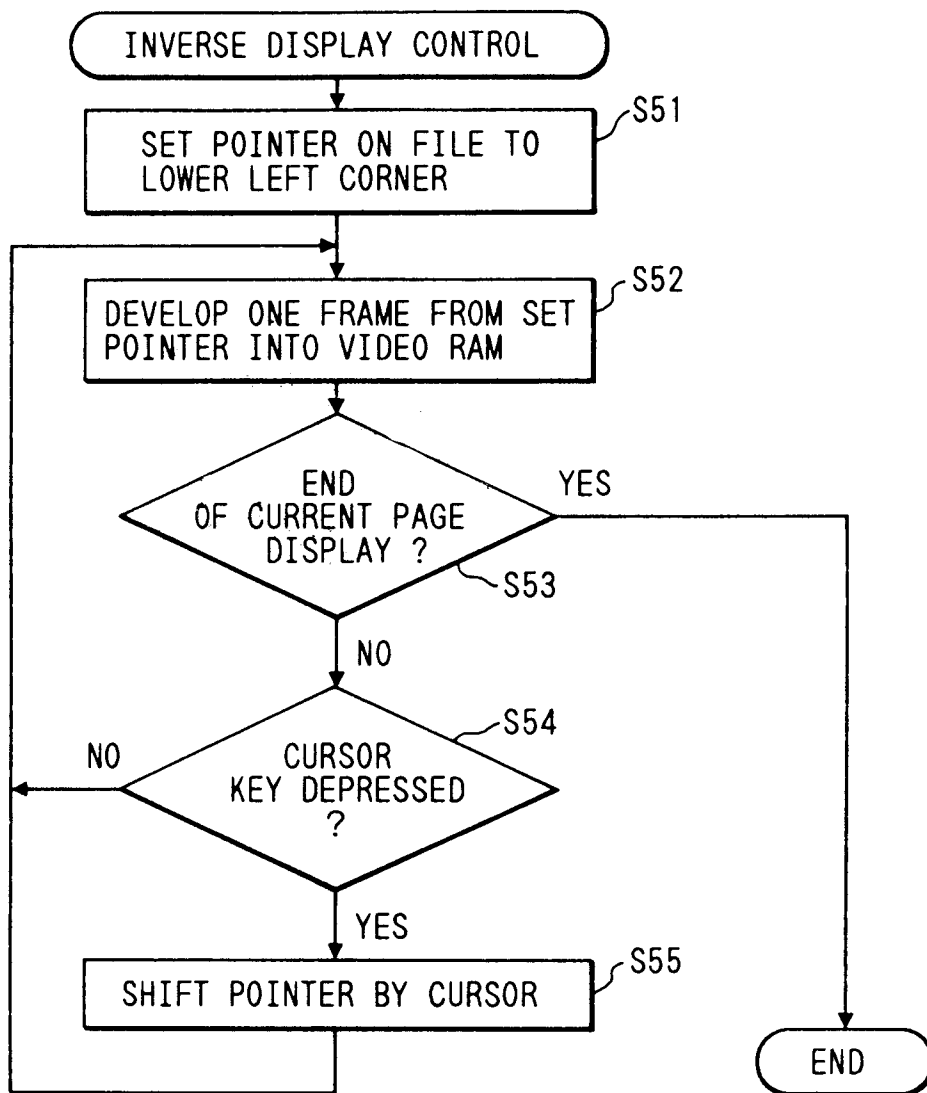 INVERSE DISPLAY CONTROL
S51
SET POINTER ON FILE TO
LOWER LEFT CORNER
S52
DEVELOP ONE FRAME FROM SET
POINTER INTO VIDEO RAM
END
OF CURRENT PAGE
DISPLAY ?
YES
S53
NO
S54
CURSOR
KEY DEPRESSED
?
NO
YES
S55
SHIFT POINTER BY CURSOR
END